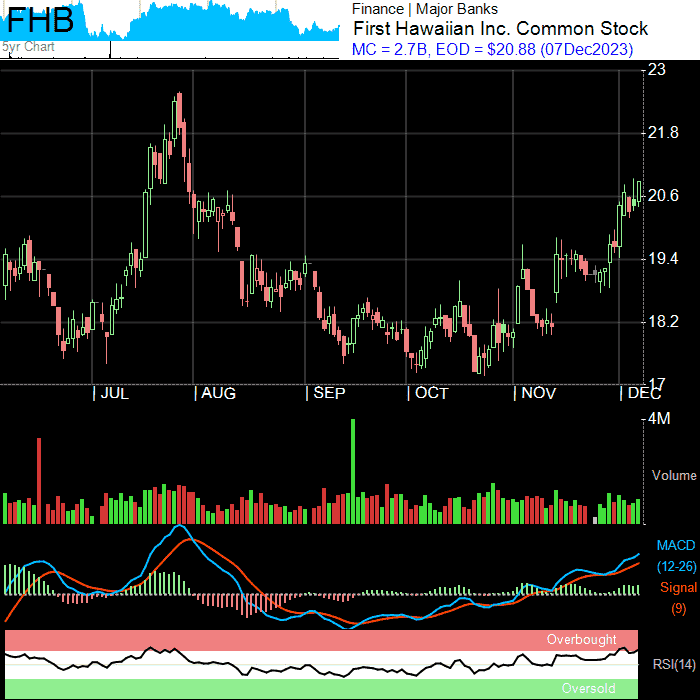 FHB
5yr Chart
Finance | Major Banks
First Hawaiian Inc. Common Stock
MC = 2.7B, EOD = $20.88 (07Dec2023)
23
21.8
20.6
19.4
18.2
17
| JUL | AUG | SEP | OCT | NOV | DEC
4M
Volume
MACD
(12-26)
Signal
(9)
Overbought
RSI(14)
Oversold